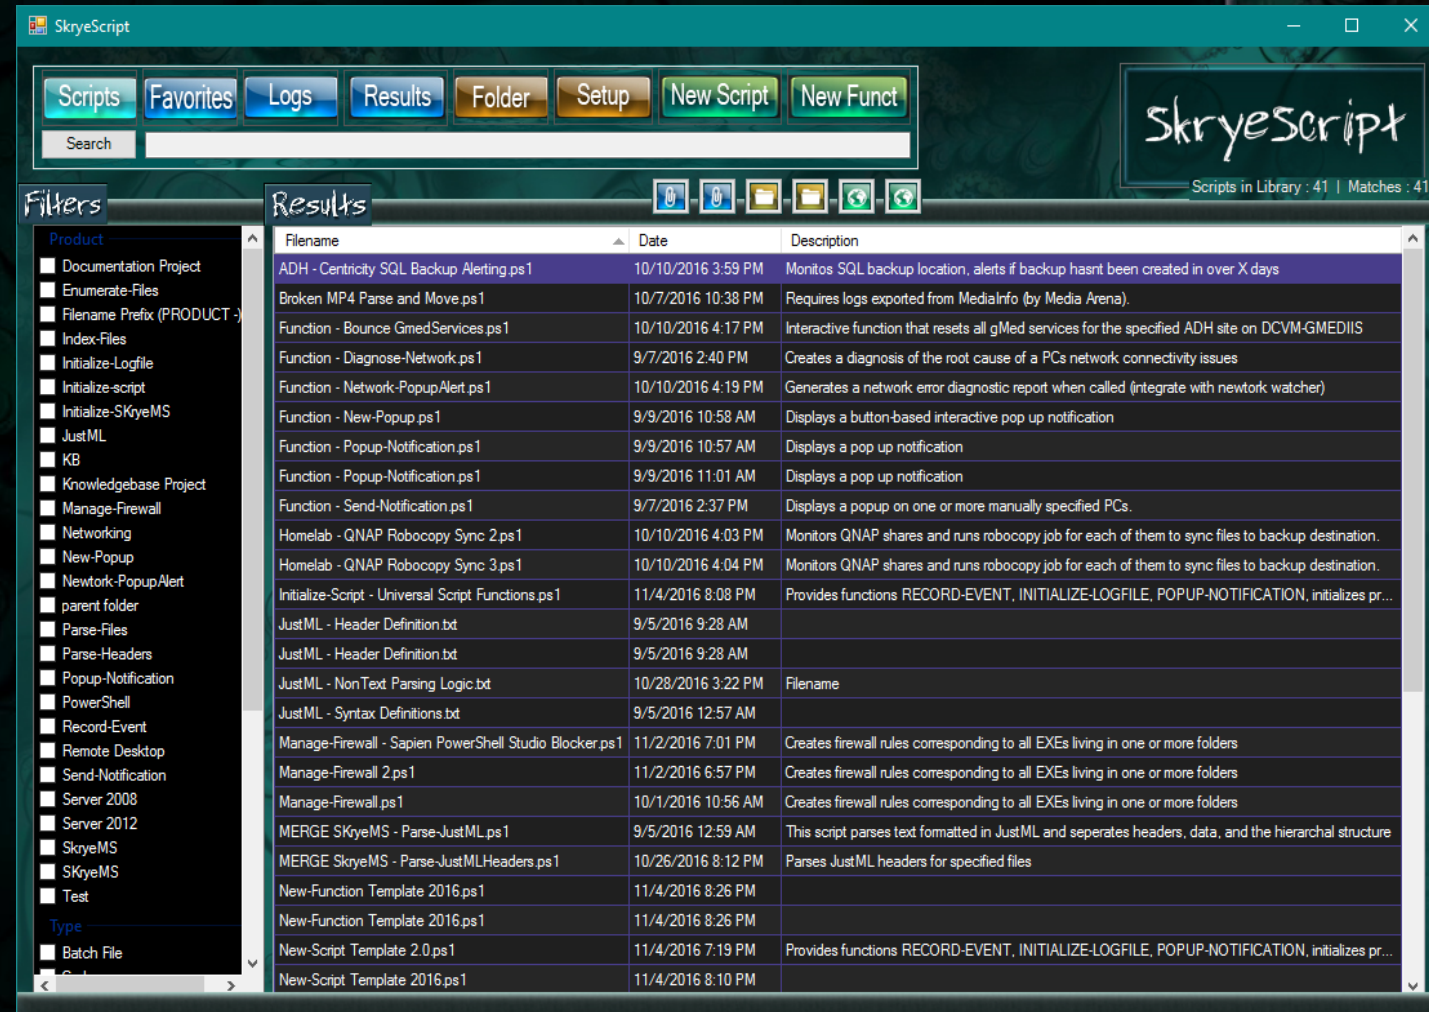 SkryeScript
Scripts Favorites Logs Results Folder Setup New Script New Funct
Search
SkryeScript
Scripts in Library : 41 | Matches : 41
Filters
Product
Documentation Project
Enumerate-Files
Filename Prefix (PRODUCT -)
Index-Files
Initialize-Logfile
Initialize-script
Initialize-SKryeMS
JustML
KB
Knowledgebase Project
Manage-Firewall
Networking
New-Popup
Newtork-PopupAlert
parent folder
Parse-Files
Parse-Headers
Popup-Notification
PowerShell
Record-Event
Remote Desktop
Send-Notification
Server 2008
Server 2012
SkryeMS
SKryeMS
Test
Type
Batch File
Results
Filename Date Description
ADH - Centricity SQL Backup Alerting.ps1 10/10/2016 3:59 PM Monitos SQL backup location, alerts if backup hasnt been created in over X days
Broken MP4 Parse and Move.ps1 10/7/2016 10:38 PM Requires logs exported from MediaInfo (by Media Arena).
Function - Bounce GmedServices.ps1 10/10/2016 4:17 PM Interactive function that resets all gMed services for the specified ADH site on DCVM-GMEDIIS
Function - Diagnose-Network.ps1 9/7/2016 2:40 PM Creates a diagnosis of the root cause of a PCs network connectivity issues
Function - Network-PopupAlert.ps1 10/10/2016 4:19 PM Generates a network error diagnostic report when called (integrate with newtork watcher)
Function - New-Popup.ps1 9/9/2016 10:58 AM Displays a button-based interactive pop up notification
Function - Popup-Notification.ps1 9/9/2016 10:57 AM Displays a pop up notification
Function - Popup-Notification.ps1 9/9/2016 11:01 AM Displays a pop up notification
Function - Send-Notification.ps1 9/7/2016 2:37 PM Displays a popup on one or more manually specified PCs.
Homelab - QNAP Robocopy Sync 2.ps1 10/10/2016 4:03 PM Monitors QNAP shares and runs robocopy job for each of them to sync files to backup destination.
Homelab - QNAP Robocopy Sync 3.ps1 10/10/2016 4:04 PM Monitors QNAP shares and runs robocopy job for each of them to sync files to backup destination.
Initialize-Script - Universal Script Functions.ps1 11/4/2016 8:08 PM Provides functions RECORD-EVENT, INITIALIZE-LOGFILE, POPUP-NOTIFICATION, initializes pr...
JustML - Header Definition.txt 9/5/2016 9:28 AM
JustML - Header Definition.txt 9/5/2016 9:28 AM
JustML - NonText Parsing Logic.txt 10/28/2016 3:22 PM Filename
JustML - Syntax Definitions.txt 9/5/2016 12:57 AM
Manage-Firewall - Sapien PowerShell Studio Blocker.ps1 11/2/2016 7:01 PM Creates firewall rules corresponding to all EXEs living in one or more folders
Manage-Firewall 2.ps1 11/2/2016 6:57 PM Creates firewall rules corresponding to all EXEs living in one or more folders
Manage-Firewall.ps1 10/1/2016 10:56 AM Creates firewall rules corresponding to all EXEs living in one or more folders
MERGE SKryeMS - Parse-JustML.ps1 9/5/2016 12:59 AM This script parses text formatted in JustML and seperates headers, data, and the hierarchal structure
MERGE SkryeMS - Parse-JustMLHeaders.ps1 10/26/2016 8:12 PM Parses JustML headers for specified files
New-Function Template 2016.ps1 11/4/2016 8:26 PM
New-Function Template 2016.ps1 11/4/2016 8:26 PM
New-Script Template 2.0.ps1 11/4/2016 7:19 PM Provides functions RECORD-EVENT, INITIALIZE-LOGFILE, POPUP-NOTIFICATION, initializes pr...
New-Script Template 2016.ps1 11/4/2016 8:10 PM